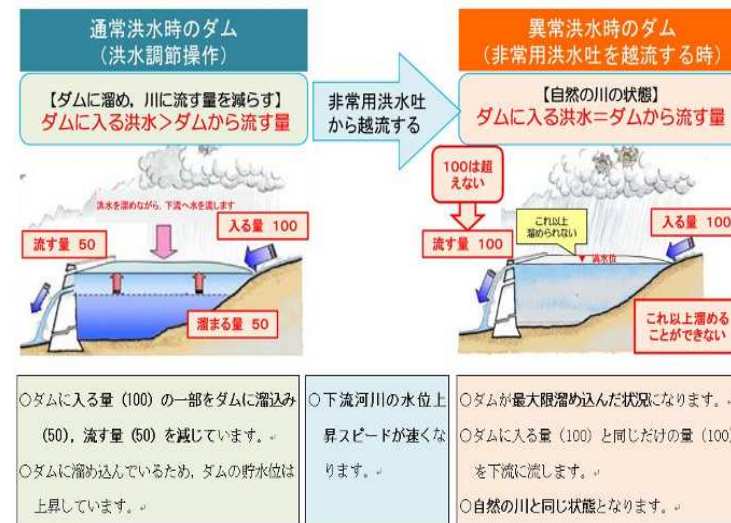 通常洪水時のダム
(洪水調節操作)
【ダムに溜め,川に流す量を減らす】
ダムに入る洪水>ダムから流す量
非常用洪水吐
から越流する
異常洪水時のダム
(非常用洪水吐を越流する時)
【自然の川の状態】
ダムに入る洪水=ダムから流す量
洪水を溜めながら、下流へ水を流します
入る量 100
流す量 50
溜まる量 50
100は超
えない
流す量 100
これ以上
溜められない
満水位
入る量 100
これ以上溜める
ことができない
○ダムに入る量(100)の一部をダムに溜込み
(50),流す量(50)を減じています。
○ダムに溜め込んでいるため,ダムの貯水位は
上昇しています。
○下流河川の水位上
昇スピードが速くな
ります。
○ダムが最大限溜め込んだ状況になります。
○ダムに入る量(100)と同じだけの量(100)
を下流に流します。
○自然の川と同じ状態となります。